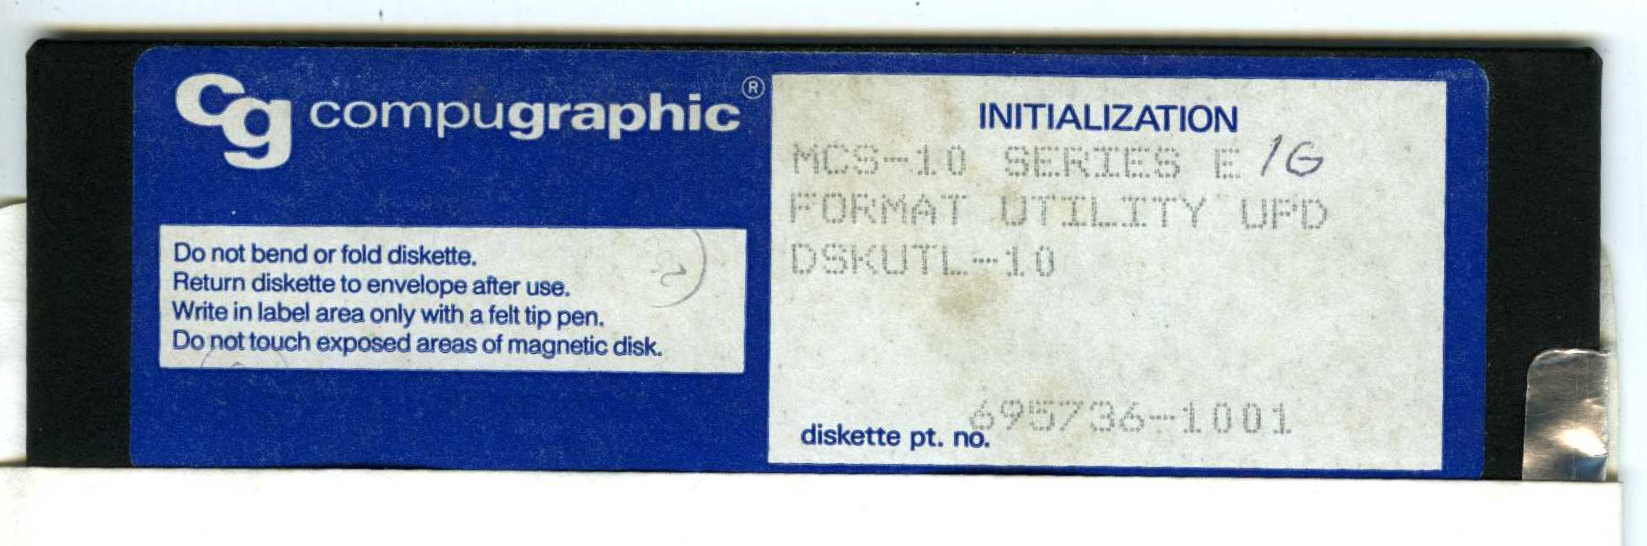 cg compugraphic®
Do not bend or fold diskette.
Return diskette to envelope after use.
Write in label area only with a felt tip pen.
Do not touch exposed areas of magnetic disk.
INITIALIZATION
MCS-10 SERIES E/G
FORMAT UTILITY UPD
DSKUTL-10
diskette pt. no. 695736-1001